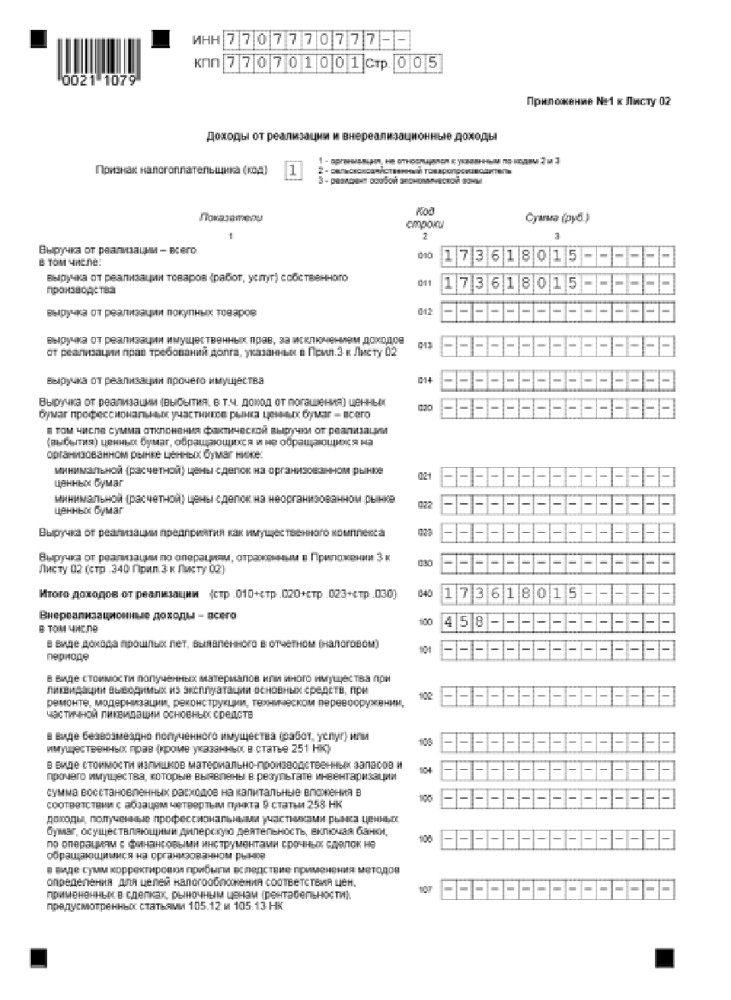 ИНН 7707770777--
КПП 770701001 Стр. 005
0021 1079
Приложение №1 к Листу 02
Доходы от реализации и внереализационные доходы
Признак налогоплательщика (код) 1
1 - организация, не относящаяся к указанным по кодам 2 и 3
2 - сельскохозяйственный товаропроизводитель
3 - резидент особой экономической зоны
Показатели Код строки Сумма (руб.)
1 2 3
Выручка от реализации – всего 010 173618015------
в том числе:
выручка от реализации товаров (работ, услуг) собственного 011 173618015------
производства
выручка от реализации покупных товаров 012 ---------------
выручка от реализации имущественных прав, за исключением доходов 013 ---------------
от реализации прав требований долга, указанных в Прил.3 к Листу 02
выручка от реализации прочего имущества 014 ---------------
Выручка от реализации (выбытия, в т.ч. доход от погашения) ценных 020 ---------------
бумаг профессиональных участников рынка ценных бумаг – всего
в том числе сумма отклонения фактической выручки от реализации
(выбытия) ценных бумаг, обращающихся и не обращающихся на
организованном рынке ценных бумаг ниже:
минимальной (расчетной) цены сделок на организованном рынке 021 ---------------
ценных бумаг
минимальной (расчетной) цены сделок на неорганизованном рынке 022 ---------------
ценных бумаг
Выручка от реализации предприятия как имущественного комплекса 023 ---------------
Выручка от реализации по операциям, отраженным в Приложении 3 к 030 ---------------
Листу 02 (стр .340 Прил.3 к Листу 02)
Итого доходов от реализации (стр .010+стр .020+стр .023+стр .030) 040 173618015------
Внереализационные доходы – всего 100 458------------
в том числе
в виде дохода прошлых лет, выявленного в отчетном (налоговом) 101 ---------------
периоде
в виде стоимости полученных материалов или иного имущества при
ликвидации выводимых из эксплуатации основных средств, при 102 ---------------
ремонте, модернизации, реконструкции, техническом перевооружении,
частичной ликвидации основных средств
в виде безвозмездно полученного имущества (работ, услуг) или 103 ---------------
имущественных прав (кроме указанных в статье 251 НК)
в виде стоимости излишков материально-производственных запасов и 104 ---------------
прочего имущества, которые выявлены в результате инвентаризации
сумма восстановленных расходов на капитальные вложения в 105 ---------------
соответствии с абзацем четвертым пункта 9 статьи 258 НК
доходы, полученные профессиональными участниками рынка ценных
бумаг, осуществляющими дилерскую деятельность, включая банки, 106 ---------------
по операциям с финансовыми инструментами срочных сделок не
обращающимися на организованном рынке
в виде сумм корректировки прибыли вследствие применения методов
определения для целей налогообложения соответствия цен, 107 ---------------
примененных в сделках, рыночным ценам (рентабельности),
предусмотренных статьями 105.12 и 105.13 НК